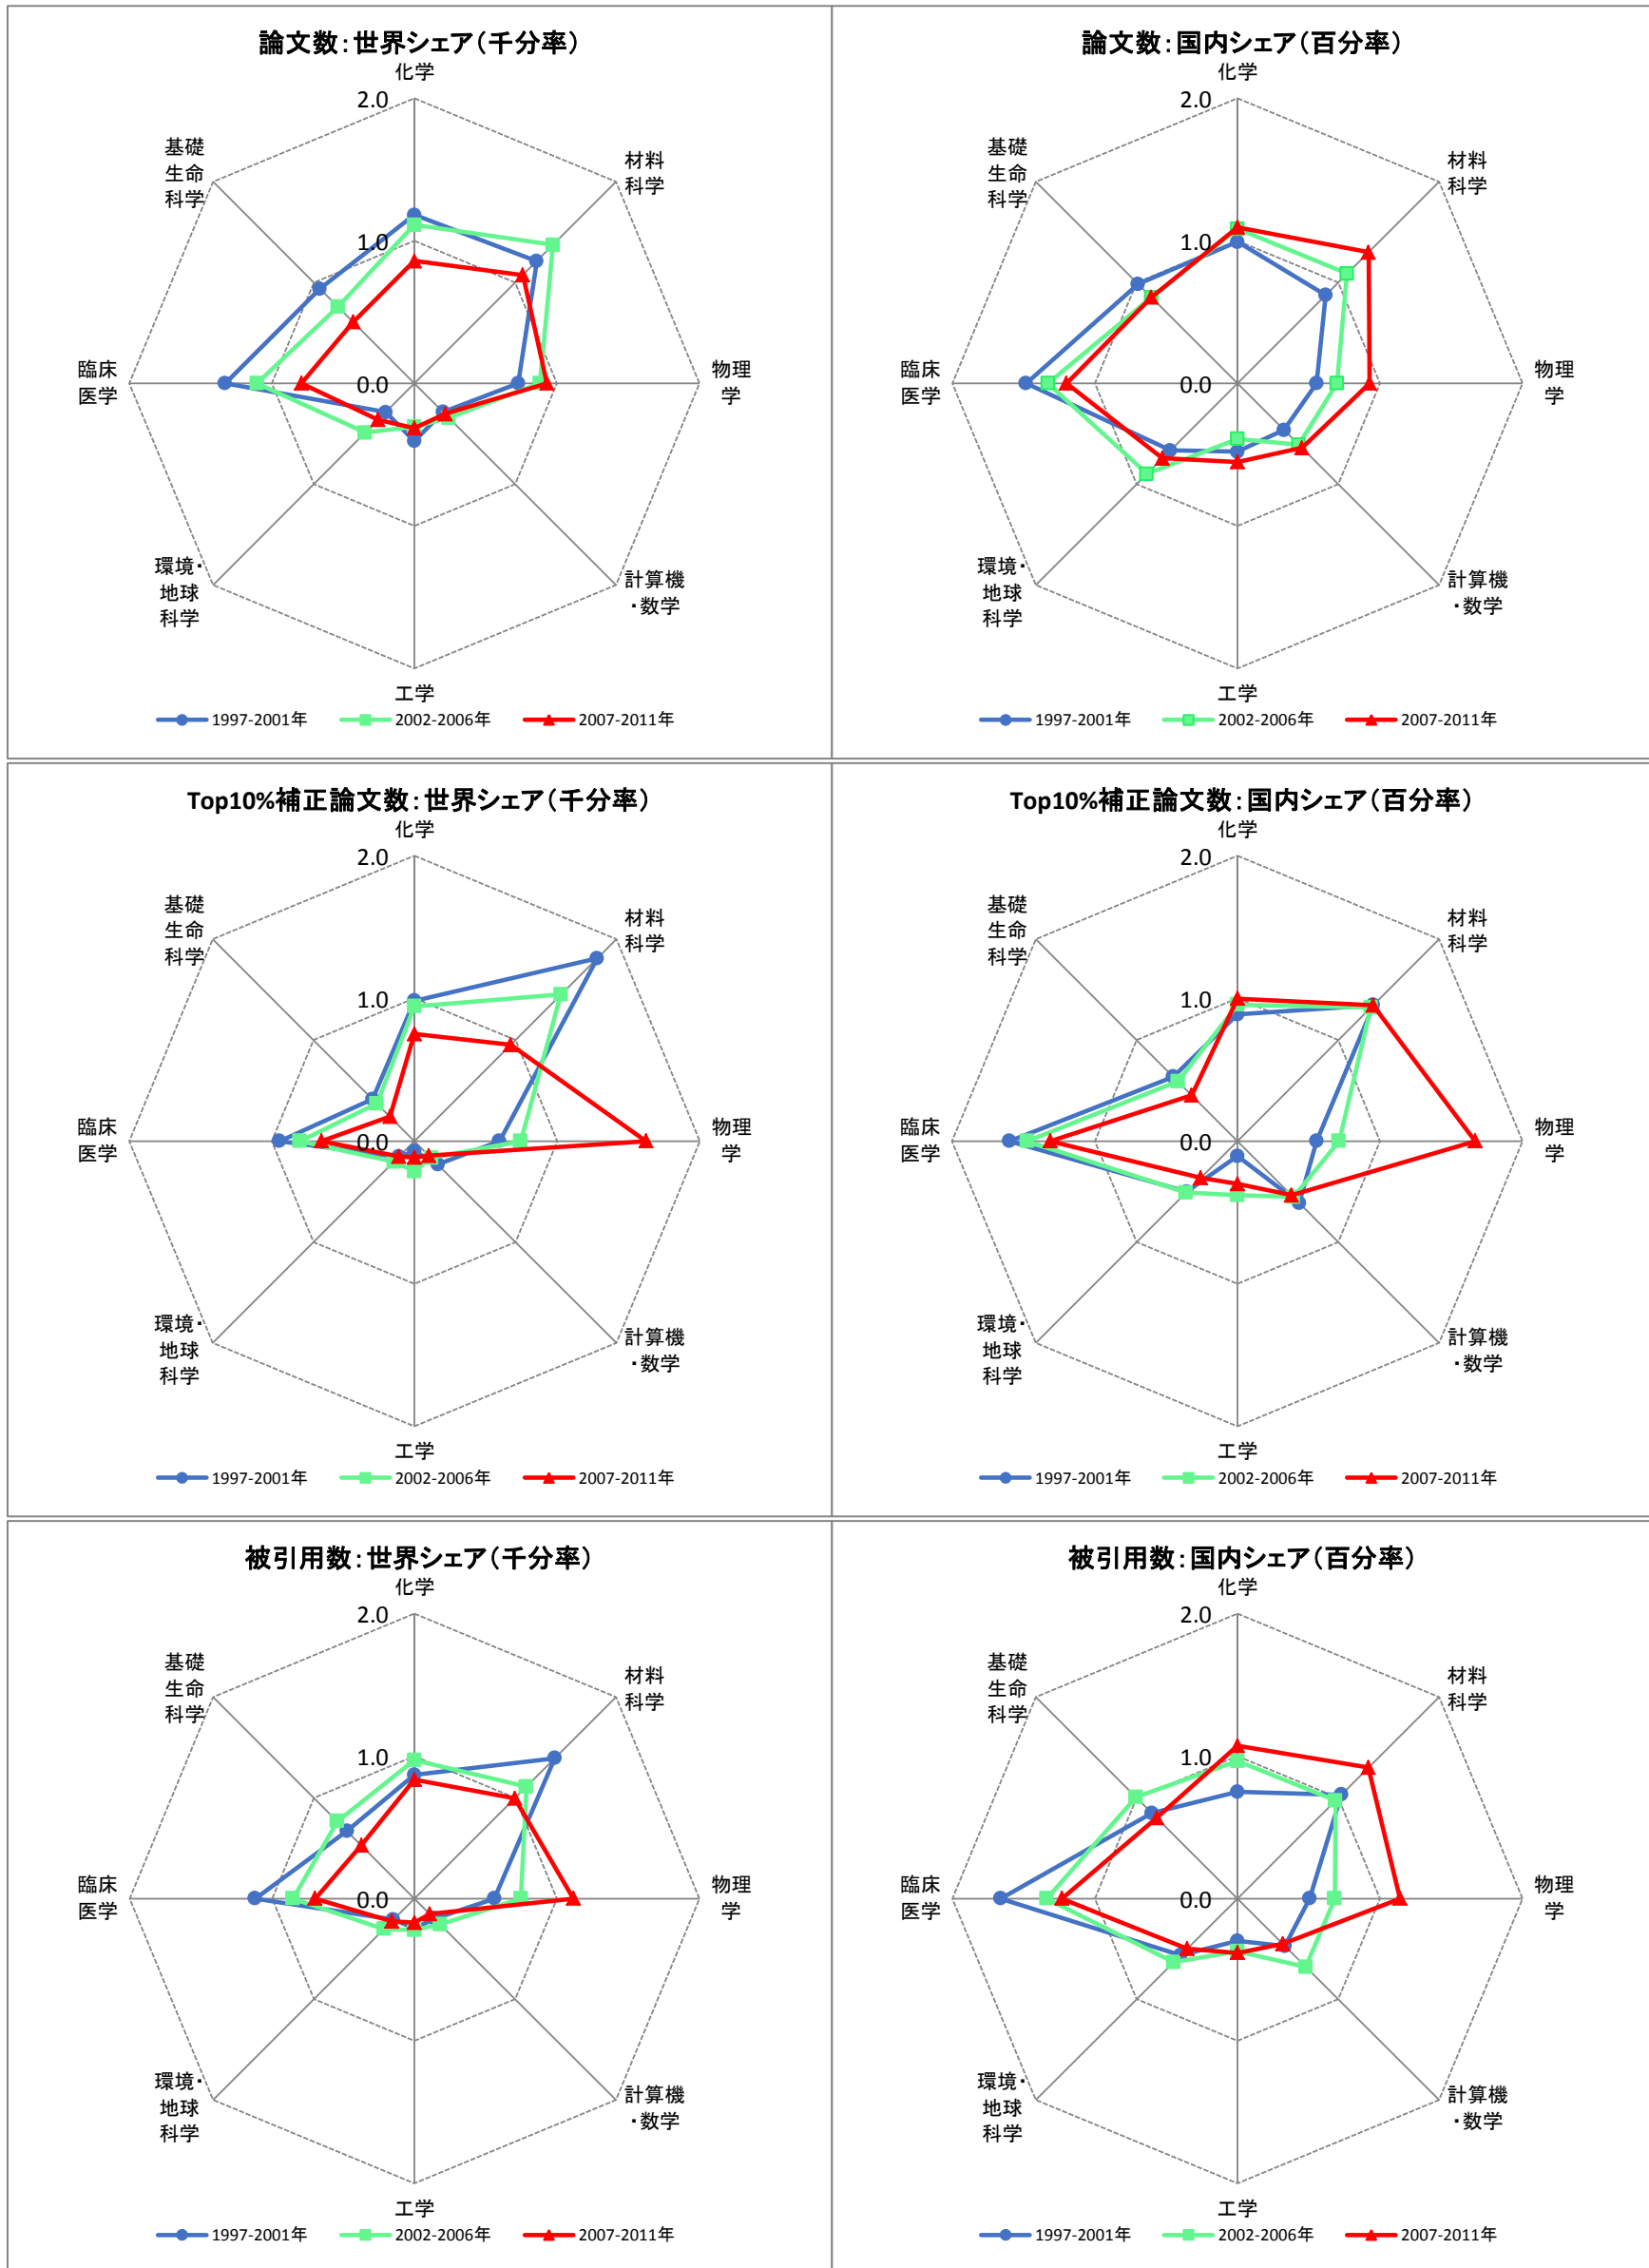 論文数：世界シェア（千分率）
化学
2.0
基礎
生命
科学
材料
科学
1.0
臨床
医学
0.0
物理
学
環境・
地球
科学
計算機
・数学
工学
1997-2001年
2002-2006年
2007-2011年
論文数：国内シェア（百分率）
化学
2.0
基礎
生命
科学
材料
科学
1.0
臨床
医学
0.0
物理
学
環境・
地球
科学
計算機
・数学
工学
1997-2001年
2002-2006年
2007-2011年
Top10%補正論文数：世界シェア（千分率）
化学
2.0
基礎
生命
科学
材料
科学
1.0
臨床
医学
0.0
物理
学
環境・
地球
科学
計算機
・数学
工学
1997-2001年
2002-2006年
2007-2011年
Top10%補正論文数：国内シェア（百分率）
化学
2.0
基礎
生命
科学
材料
科学
1.0
臨床
医学
0.0
物理
学
環境・
地球
科学
計算機
・数学
工学
1997-2001年
2002-2006年
2007-2011年
被引用数：世界シェア（千分率）
化学
2.0
基礎
生命
科学
材料
科学
1.0
臨床
医学
0.0
物理
学
環境・
地球
科学
計算機
・数学
工学
1997-2001年
2002-2006年
2007-2011年
被引用数：国内シェア（百分率）
化学
2.0
基礎
生命
科学
材料
科学
1.0
臨床
医学
0.0
物理
学
環境・
地球
科学
計算機
・数学
工学
1997-2001年
2002-2006年
2007-2011年